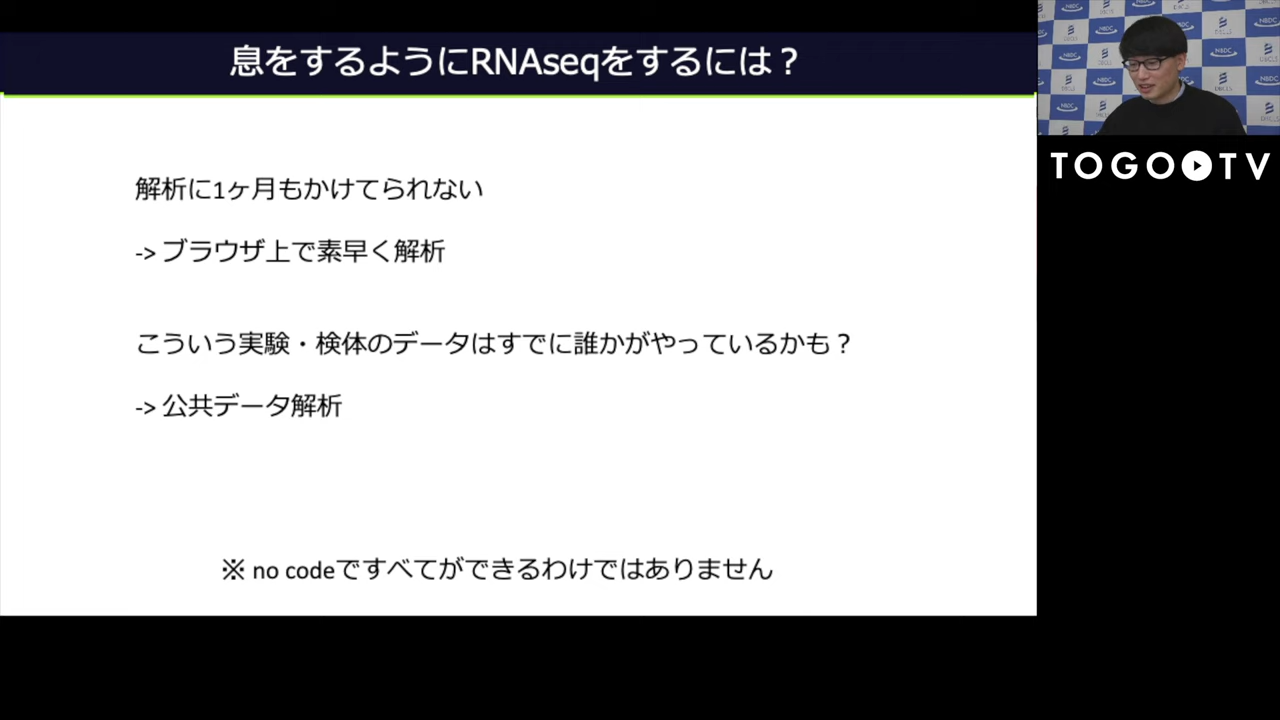 息をするようにRNAseqをするには？
解析に1ヶ月もかけてられない
-> ブラウザ上で素早く解析
こういう実験・検体のデータはすでに誰かがやっているかも？
-> 公共データ解析
※ no codeですべてができるわけではありません
TOGO TV
NBDC
DBCLS